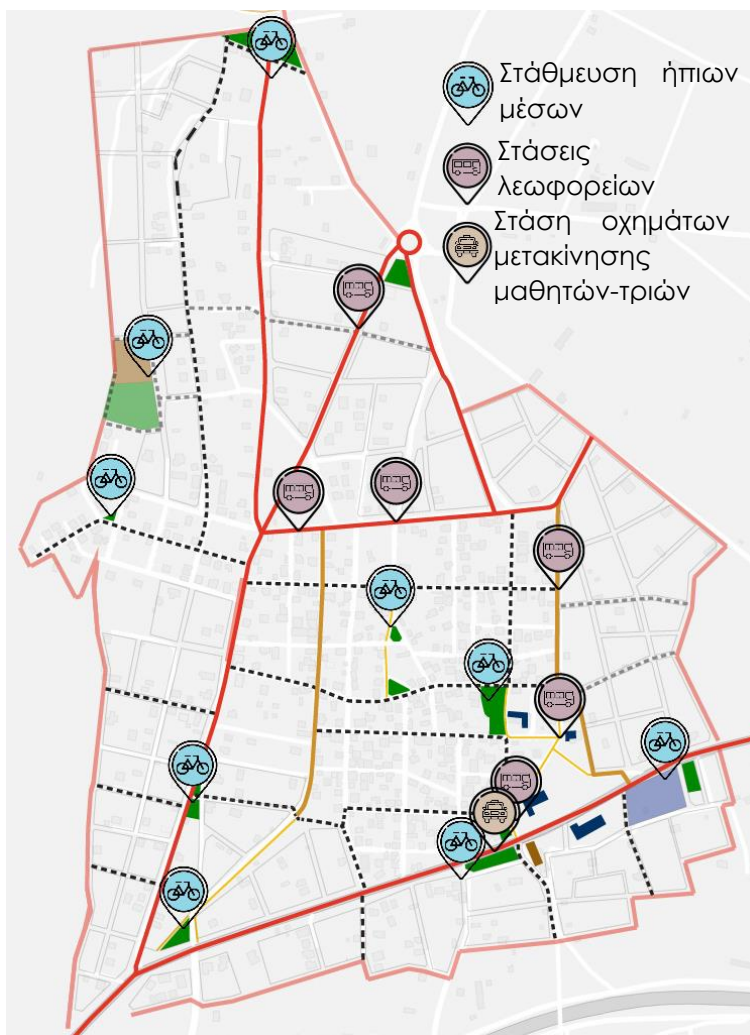 Στάθμευση ήπιων
μέσων
Στάσεις
λεωφορείων
Στάση οχημάτων
μετακίνησης
μαθητών-τριών